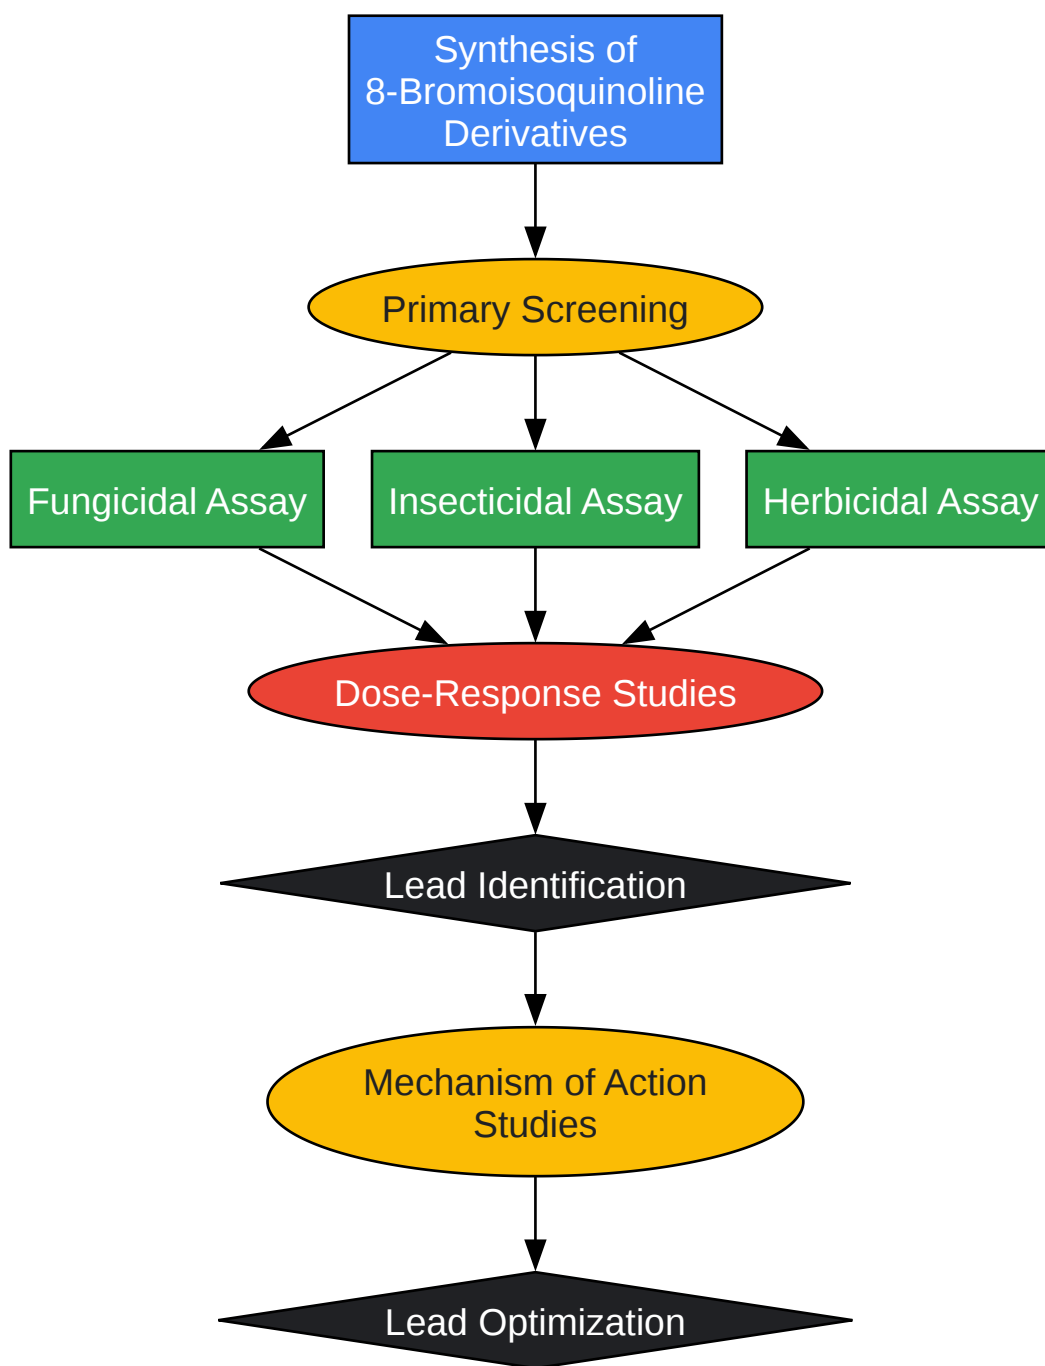 Synthesis of
8-Bromoisoquinoline
Derivatives
Primary Screening
Fungicidal Assay
Insecticidal Assay
Herbicidal Assay
Dose-Response Studies
Lead Identification
Mechanism of Action
Studies
Lead Optimization